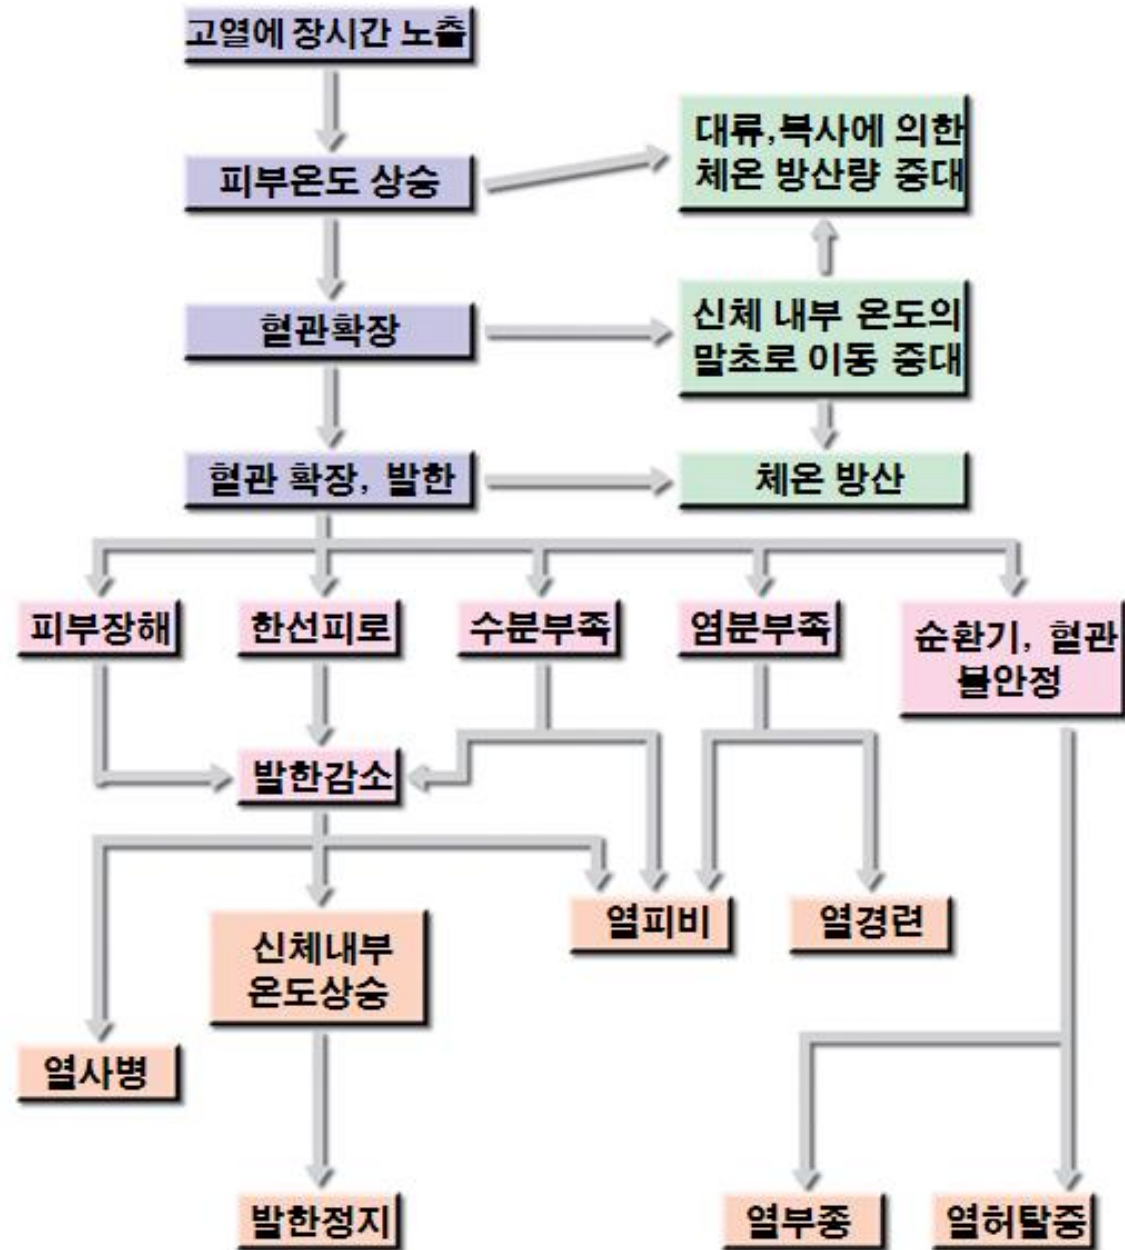 고열에 장시간 노출
피부온도 상승
대류,복사에 의한
체온 방산량 증대
혈관확장
신체 내부 온도의
말초로 이동 증대
혈관 확장, 발한
체온 방산
피부장해
한선피로
수분부족
염분부족
순환기, 혈관
불안정
발한감소
열피비
열경련
신체내부
온도상승
열사병
발한정지
열부종
열허탈증